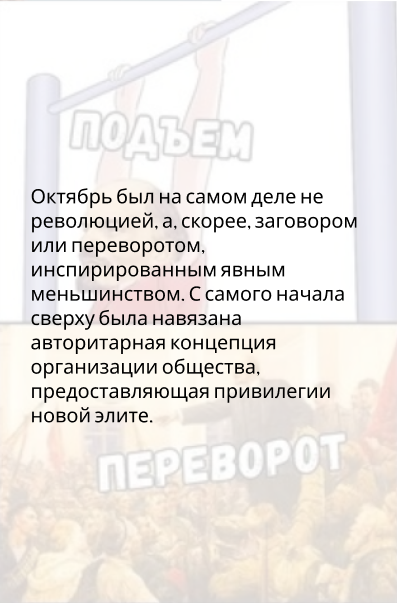 ПОДЪЕМ
Октябрь был на самом деле не
революцией, а, скорее, заговором
или переворотом,
инспирированным явным
меньшинством. С самого начала
сверху была навязана
авторитарная концепция
организации общества,
предоставляющая привилегии
новой элите.
ПЕРЕВОРОТ